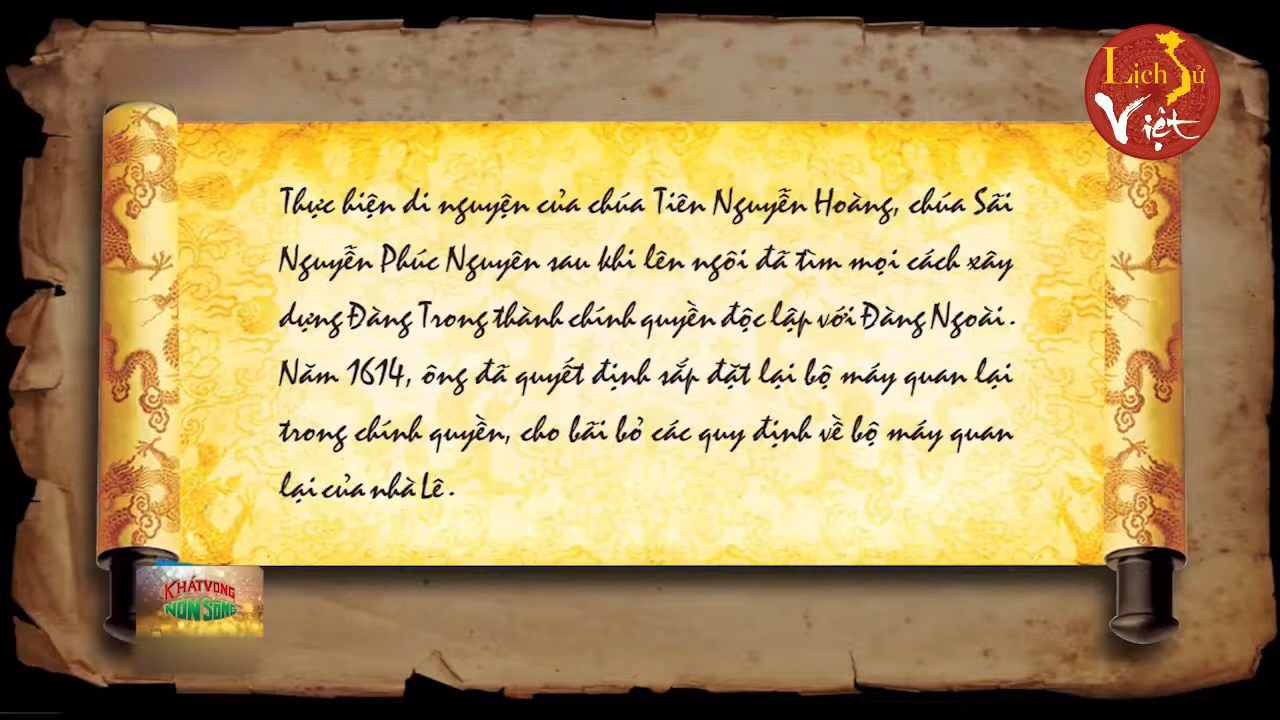 Lịch Sử
Việt
Thực hiện di nguyện của chúa Tiên Nguyễn Hoàng, chúa Sãi
Nguyễn Phúc Nguyên sau khi lên ngôi đã tìm mọi cách xây
dựng Đàng Trong thành chính quyền độc lập với Đàng Ngoài.
Năm 1614, ông đã quyết định sắp đặt lại bộ máy quan lại
trong chính quyền, cho bãi bỏ các quy định về bộ máy quan
lại của nhà Lê.
KHÁT VỌNG
NON SÔNG